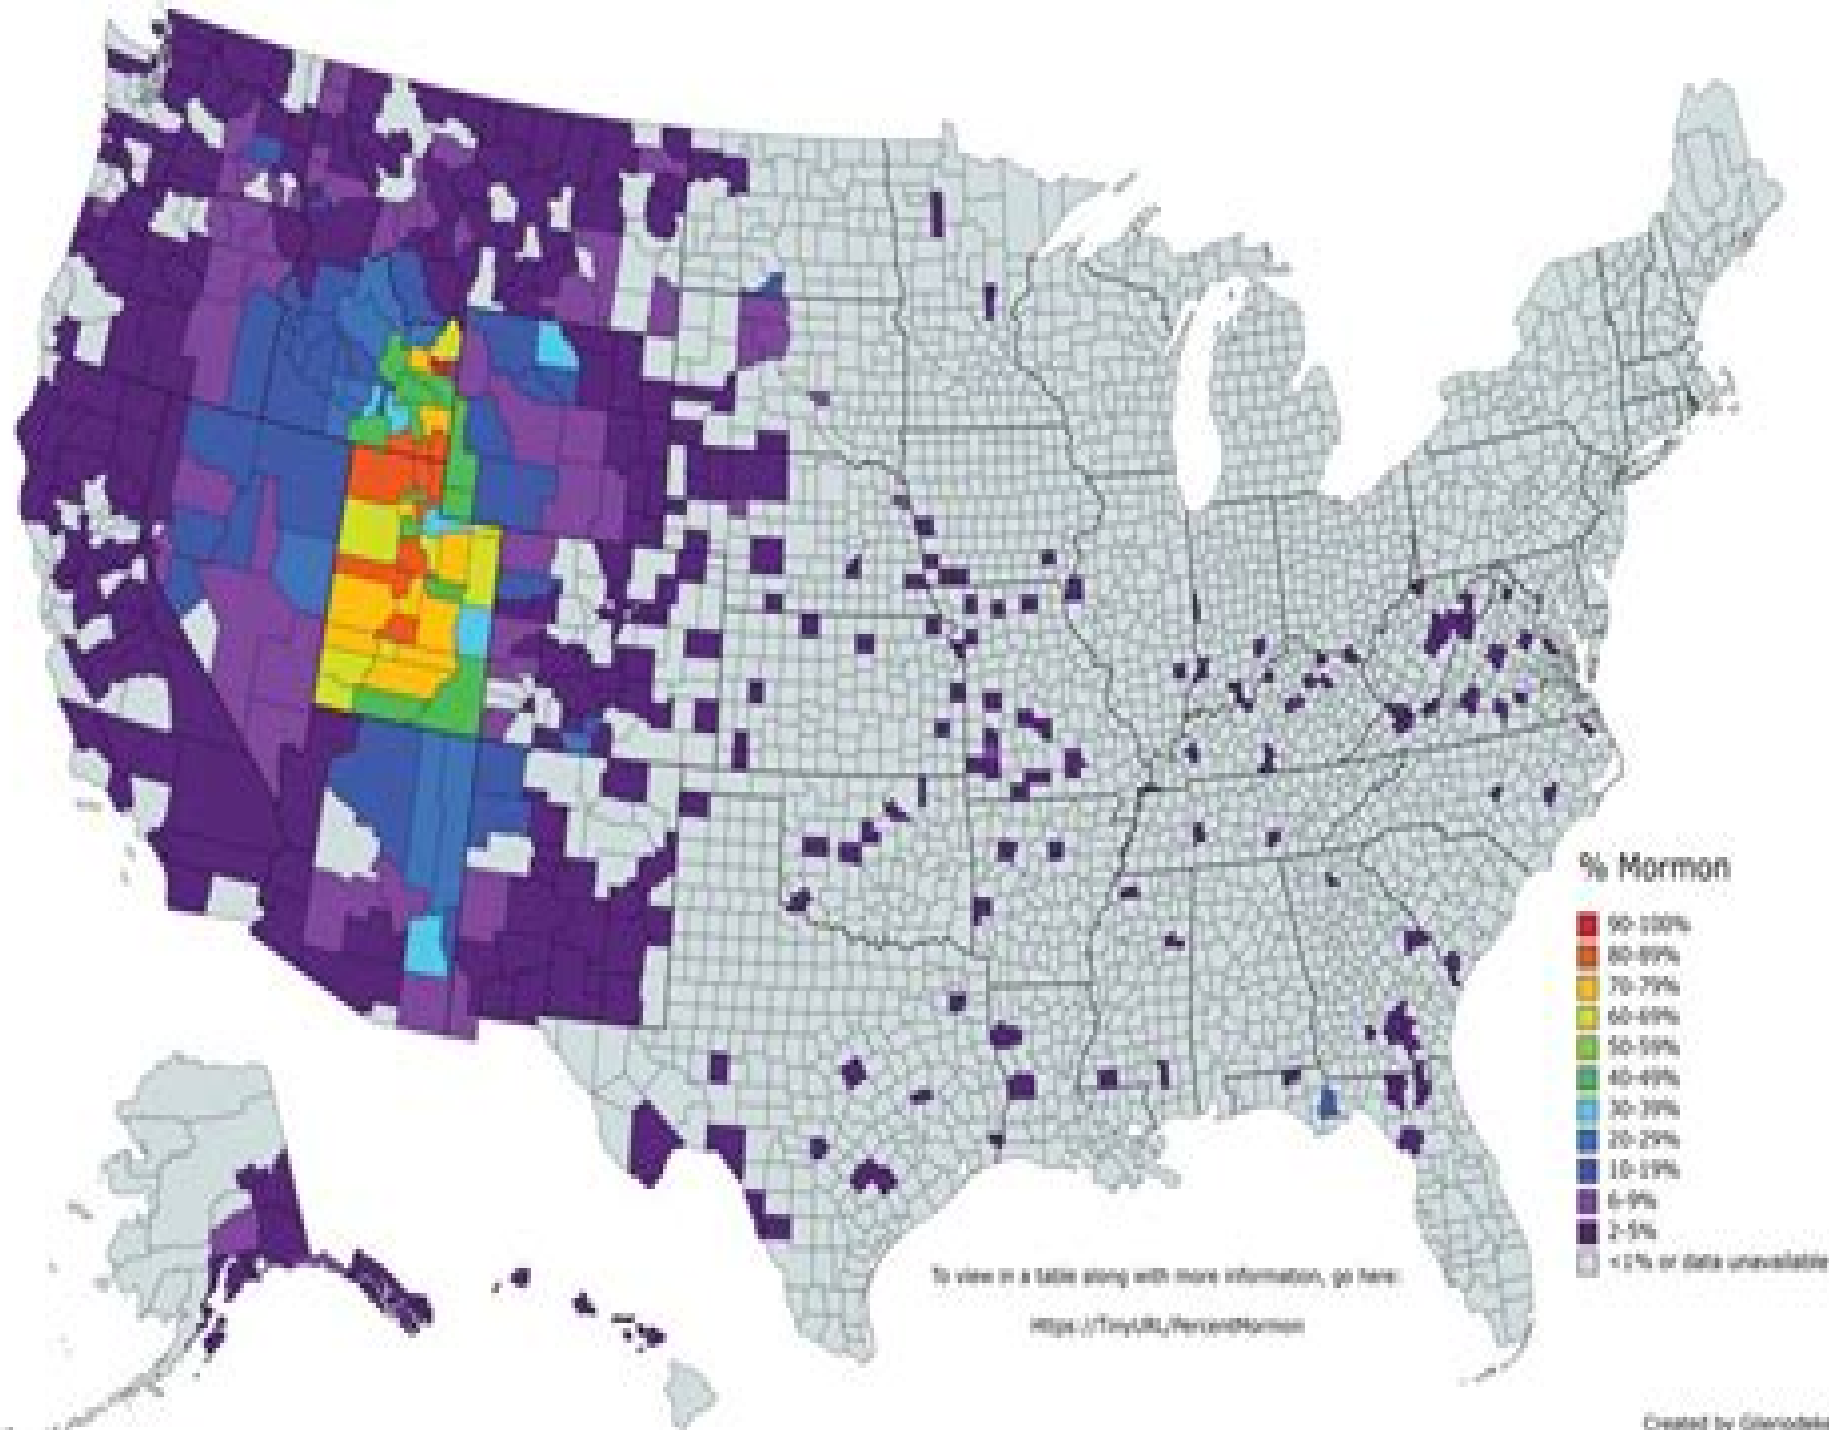 % Mormon
90-100%
80-89%
70-79%
60-69%
50-59%
40-49%
30-39%
20-29%
10-19%
6-9%
2-5%
<1% or data unavailable
To view in a table along with more information, go here:
Https://TinyURL/PercentMormon
Created by